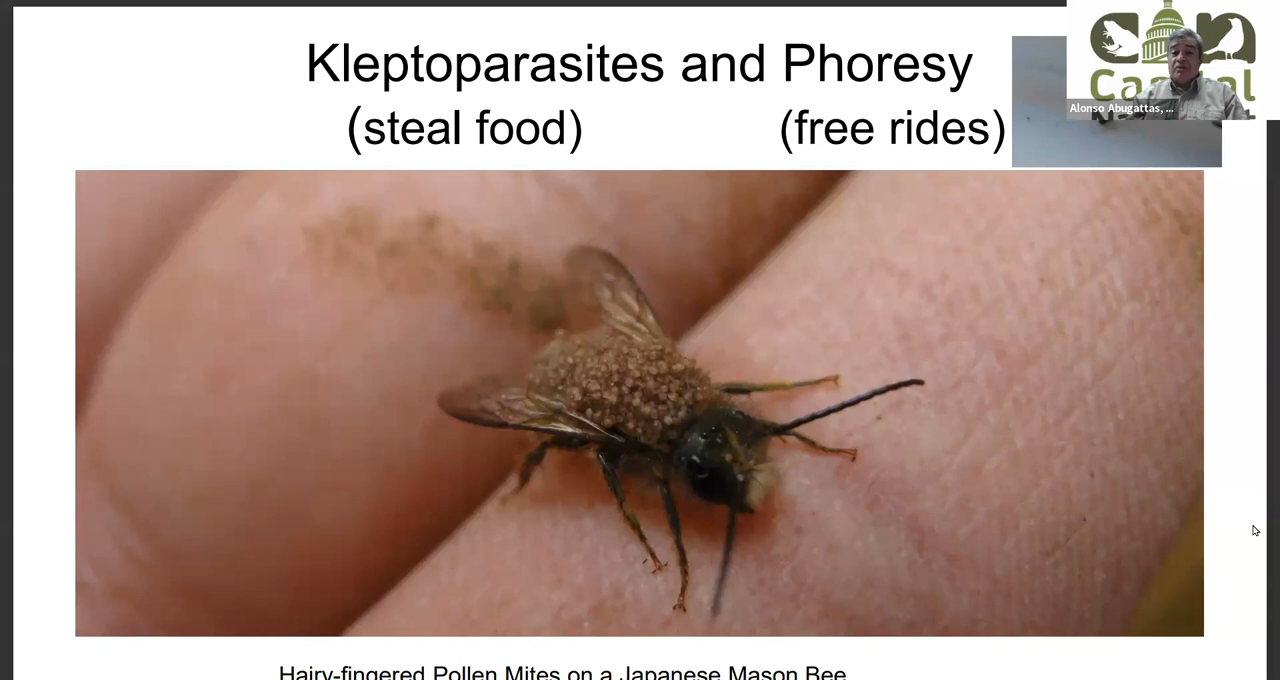 Kleptoparasites and Phoresy
(steal food) (free rides)
Alonso Abugattas, ...
Hairy-fingered Pollen Mites on a Japanese Mason Bee